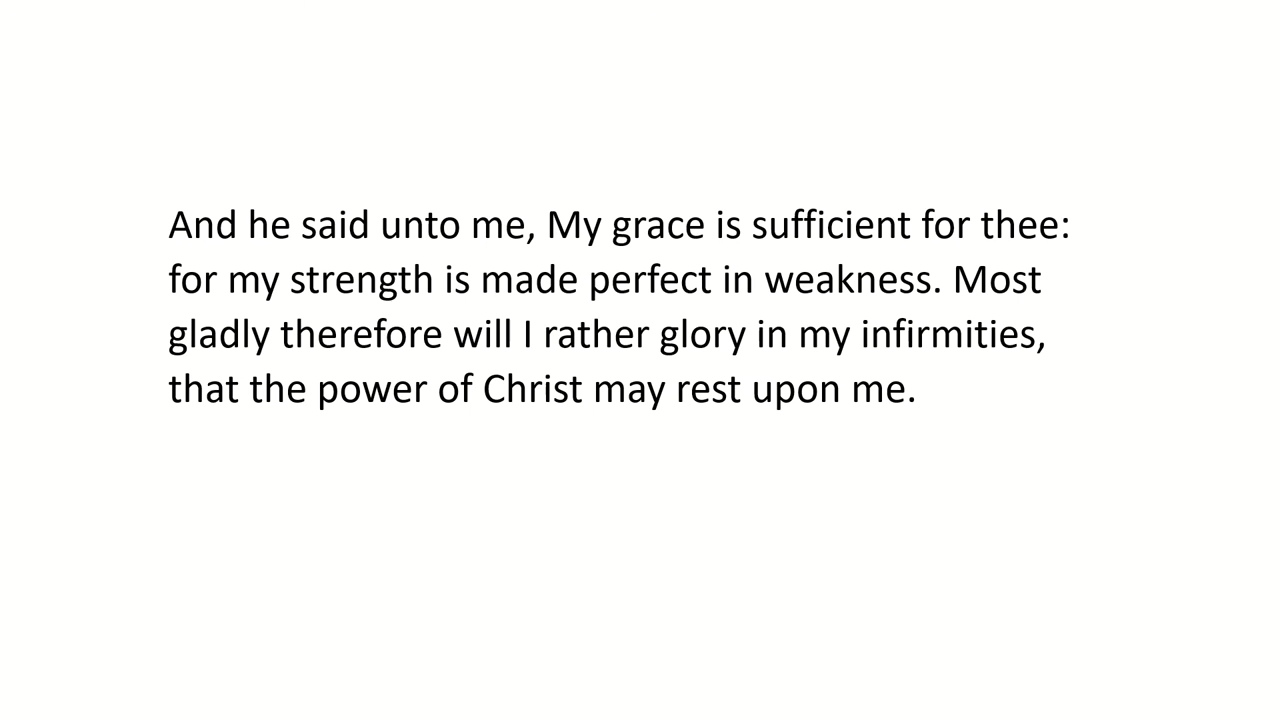 And he said unto me, My grace is sufficient for thee:
for my strength is made perfect in weakness. Most
gladly therefore will I rather glory in my infirmities,
that the power of Christ may rest upon me.